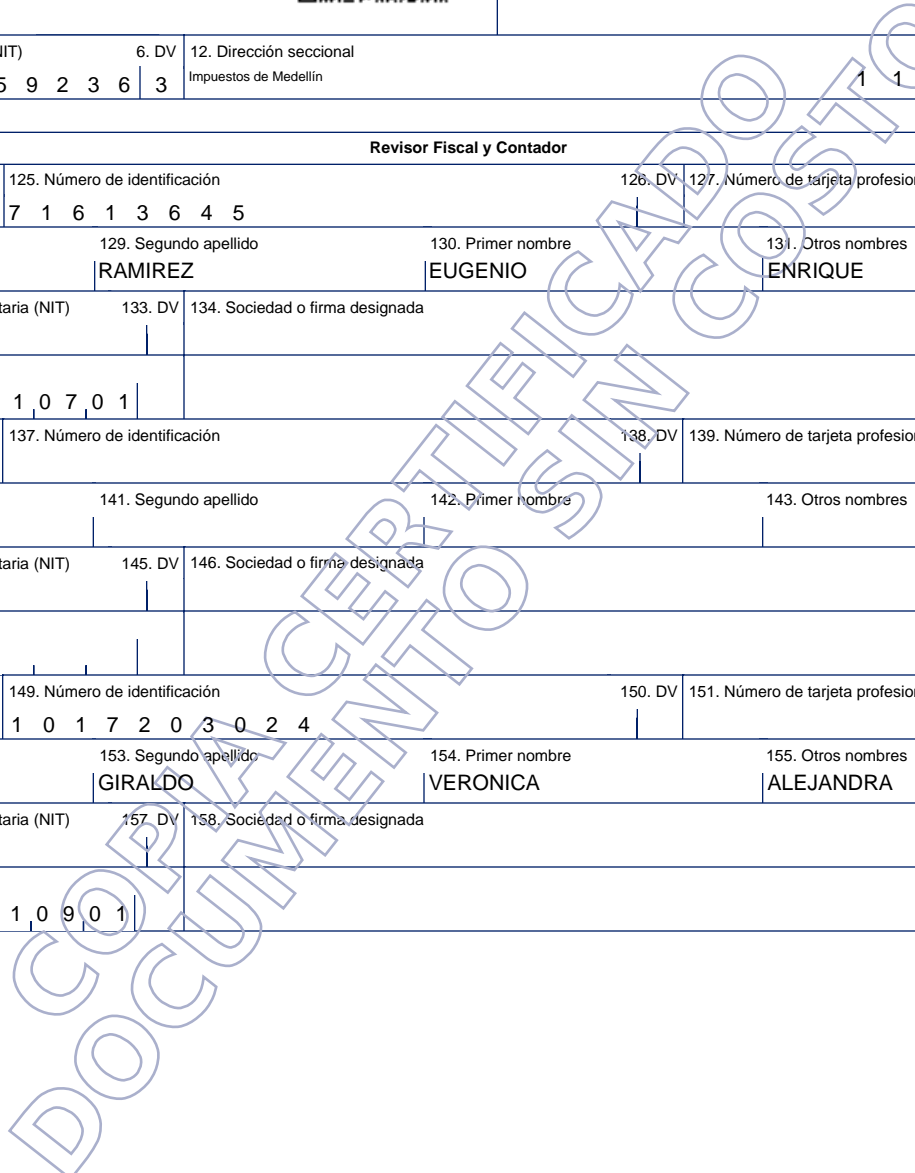 IT) 6. DV 12. Dirección seccional
5 9 2 3 6 3 Impuestos de Medellín 1 1
Revisor Fiscal y Contador
125. Número de identificación 126. DV 127. Número de tarjeta profesion
7 1 6 1 3 6 4 5
129. Segundo apellido 130. Primer nombre 131. Otros nombres
RAMIREZ EUGENIO ENRIQUE
taria (NIT) 133. DV 134. Sociedad o firma designada
1 0 7 0 1
137. Número de identificación 138. DV 139. Número de tarjeta profesion
141. Segundo apellido 142. Primer nombre 143. Otros nombres
taria (NIT) 145. DV 146. Sociedad o firma designada
149. Número de identificación 150. DV 151. Número de tarjeta profesion
1 0 1 7 2 0 3 0 2 4
153. Segundo apellido 154. Primer nombre 155. Otros nombres
GIRALDO VERONICA ALEJANDRA
taria (NIT) 157. DV 158. Sociedad o firma designada
1 0 9 0 1
COPIA CERTIFICADO
DOCUMENTO SIN COSTO